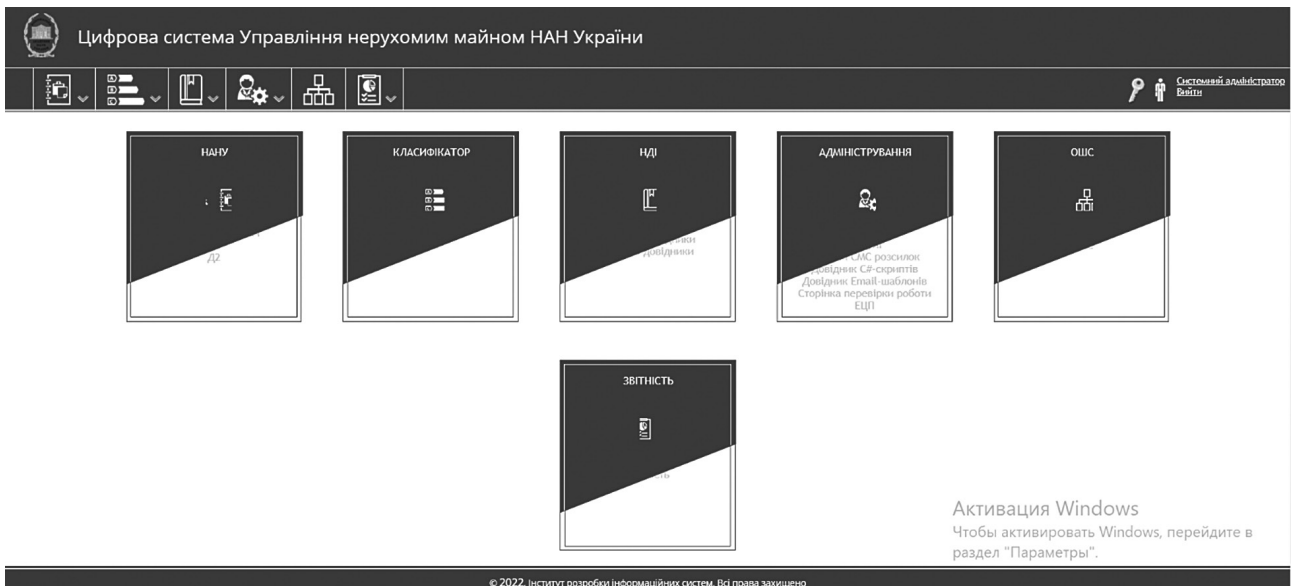 Цифрова система Управління нерухомим майном НАН України
Системний адміністратор
Вийти
НАНУ
Д2
КЛАСИФІКАТОР
НДІ
довідники
АДМІНІСТРУВАННЯ
СМС розсилок
Довідник C#-скриптів
Довідник Email-шаблонів
Сторінка перевірки роботи
ЕЦП
ОШС
ЗВІТНІСТЬ
Активация Windows
Чтобы активировать Windows, перейдите в
раздел "Параметры".
© 2022. Інститут розробки інформаційних систем. Всі права захищено